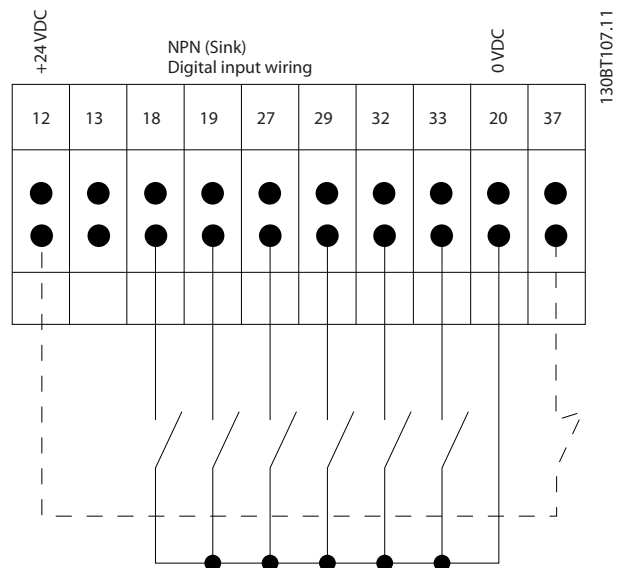 +24 VDC
NPN (Sink)
Digital input wiring
0 VDC
130BT107.11
12 13 18 19 27 29 32 33 20 37